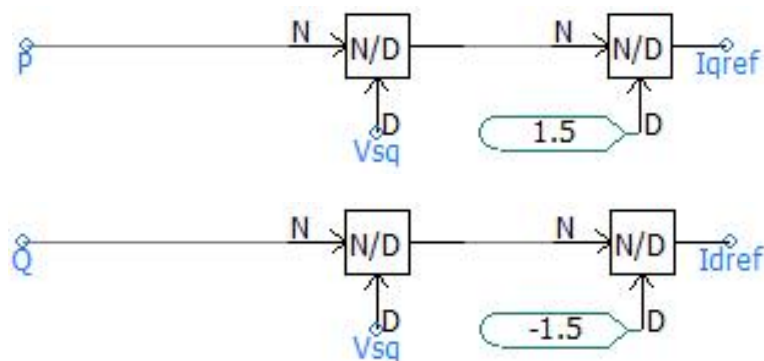 N N
P N/D N/D Iqref
D 1.5 D
Vsq
N N
Q N/D N/D Idref
D -1.5 D
Vsq